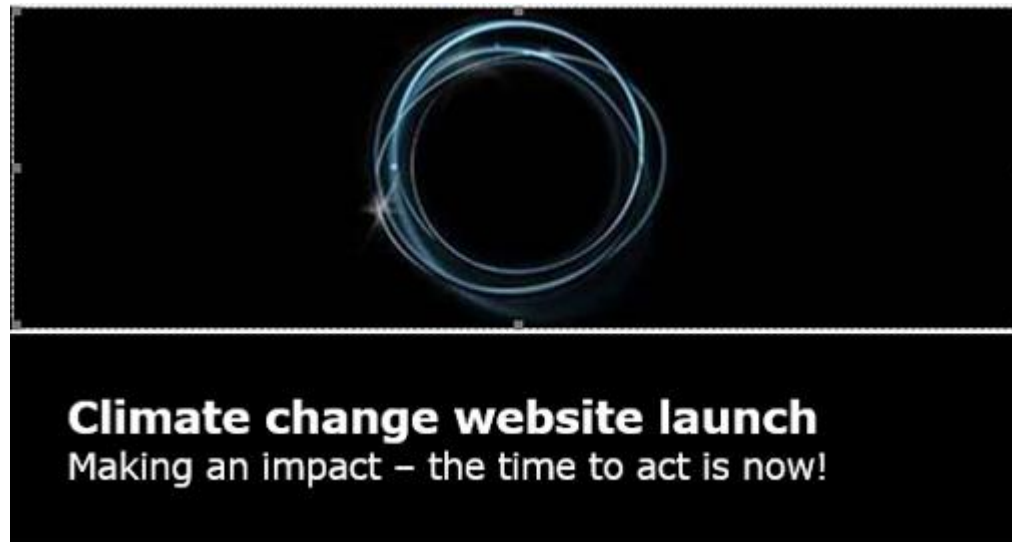 Climate change website launch
Making an impact – the time to act is now!